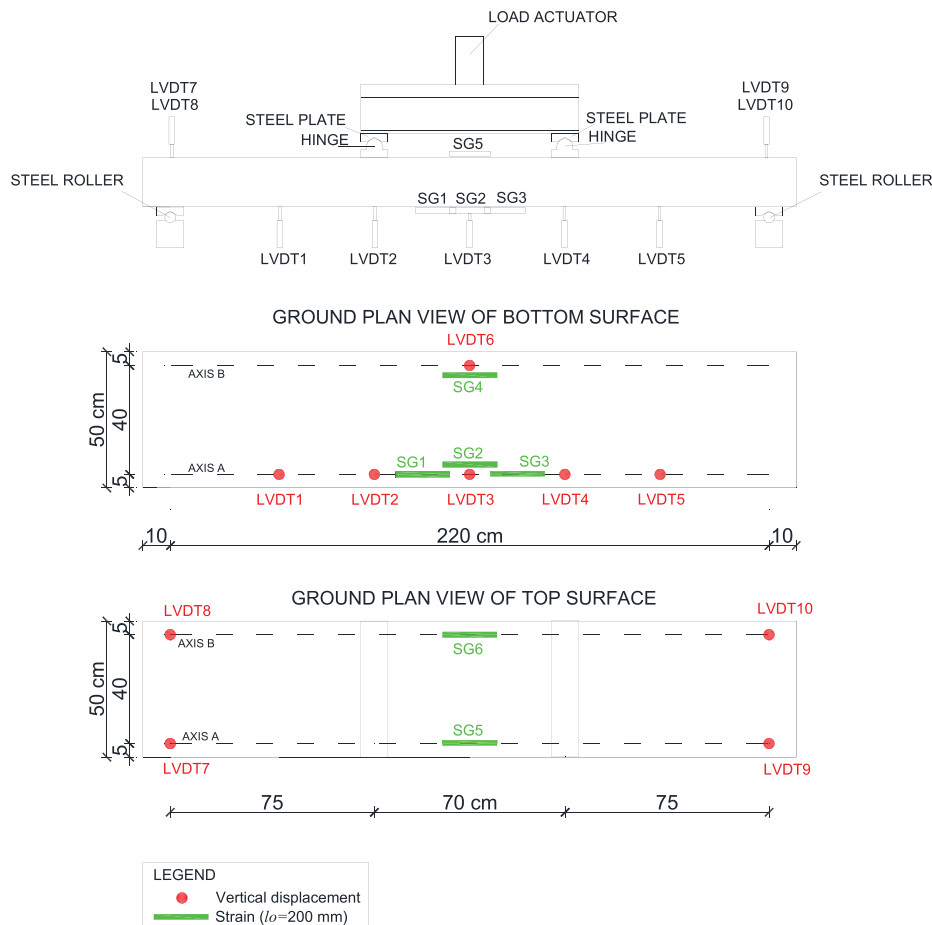 LOAD ACTUATOR
LVDT7
LVDT8
LVDT9
LVDT10
STEEL PLATE
HINGE
SG5
STEEL PLATE
HINGE
STEEL ROLLER
STEEL ROLLER
SG1 SG2 SG3
LVDT1 LVDT2 LVDT3 LVDT4 LVDT5
GROUND PLAN VIEW OF BOTTOM SURFACE
LVDT6
5
AXIS B
SG4
50 cm
40
SG2
AXIS A
SG1
SG3
5
LVDT1 LVDT2 LVDT3 LVDT4 LVDT5
10 220 cm 10
GROUND PLAN VIEW OF TOP SURFACE
LVDT8
LVDT10
5
AXIS B
SG6
50 cm
40
SG5
AXIS A
5
LVDT7
LVDT9
75 70 cm 75
LEGEND
Vertical displacement
Strain (lo=200 mm)